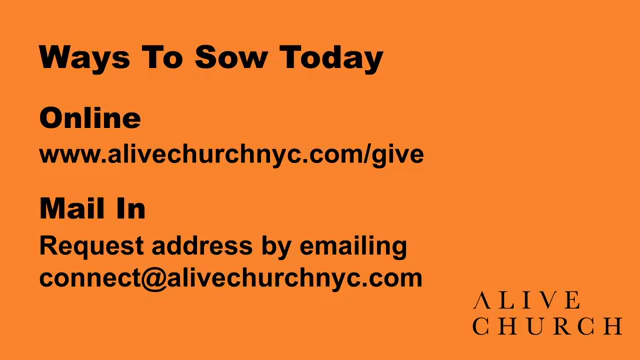 Ways To Sow Today
Online
www.alivechurchnyc.com/give
Mail In
Request address by emailing
connect@alivechurchnyc.com
ALIVE
CHURCH